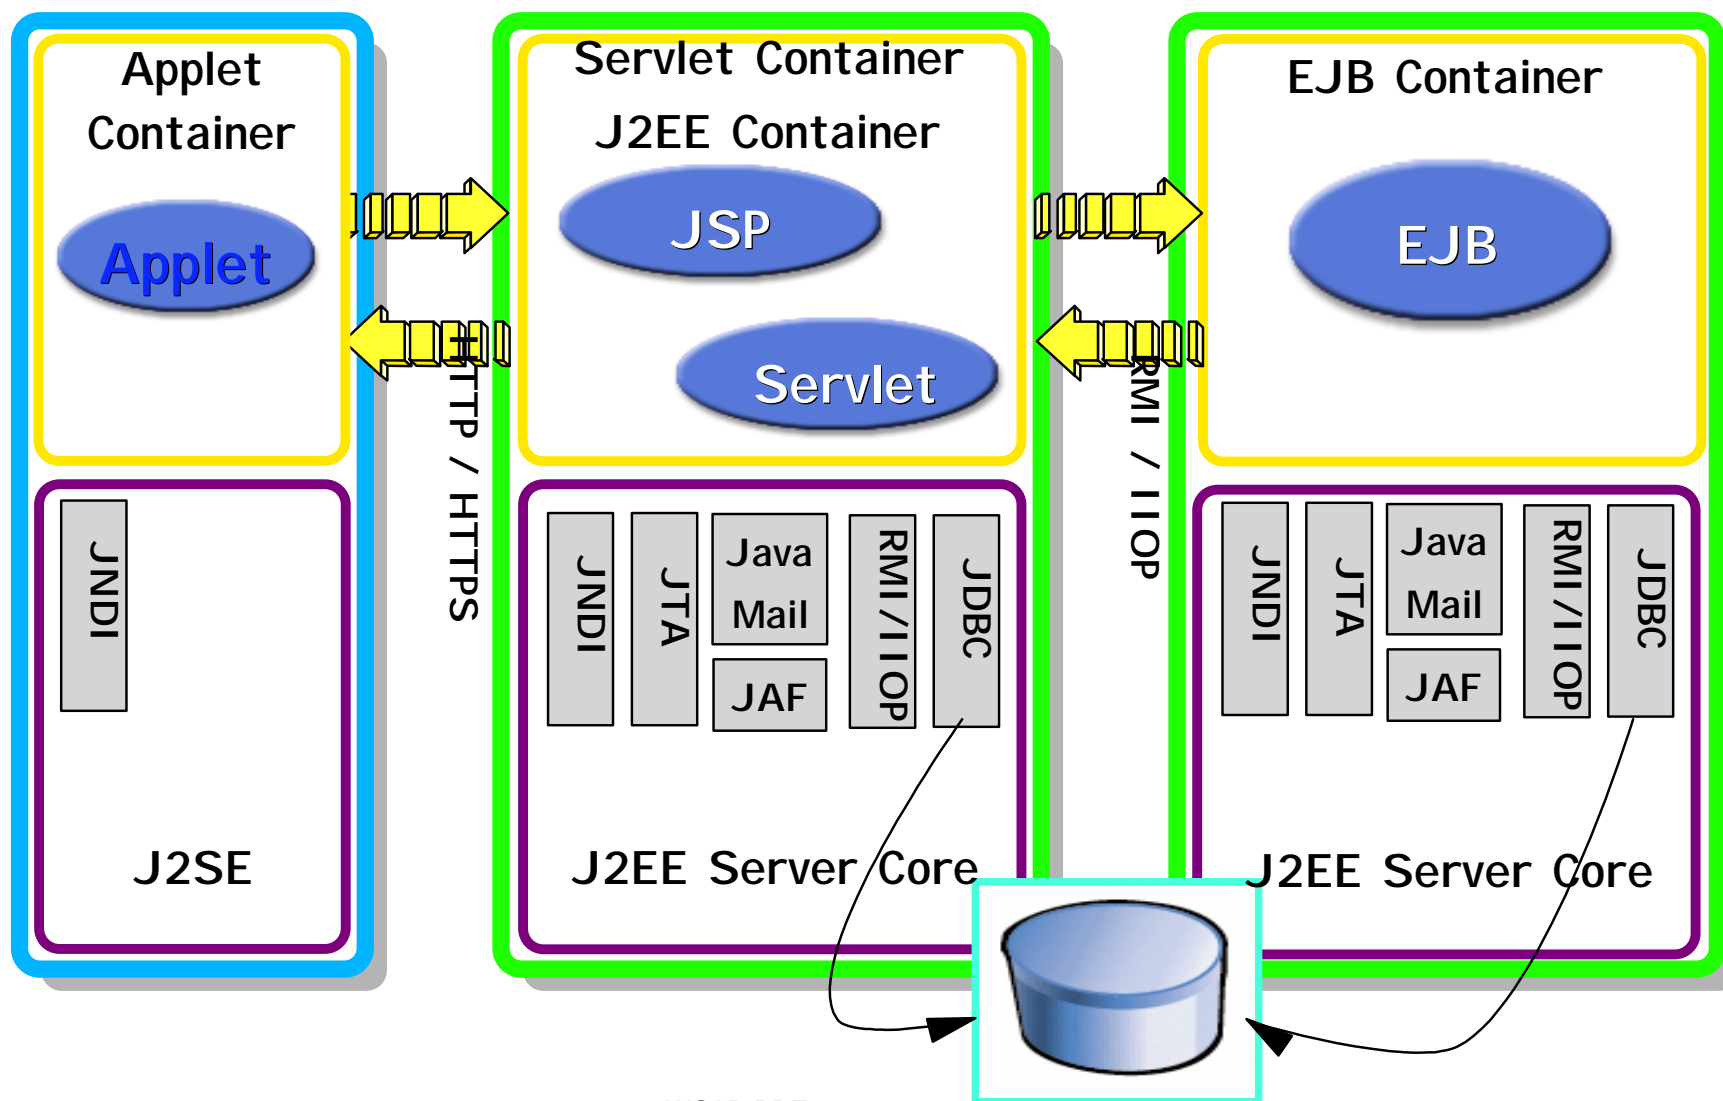 Applet
Container
Applet
JNDI
J2SE
HTTP / HTTPS
Servlet Container
J2EE Container
JSP
Servlet
JNDI
JTA
Java
Mail
JAF
RMI/IIOP
JDBC
J2EE Server Core
RMI / IIOP
EJB Container
EJB
JNDI
JTA
Java
Mail
JAF
RMI/IIOP
JDBC
J2EE Server Core